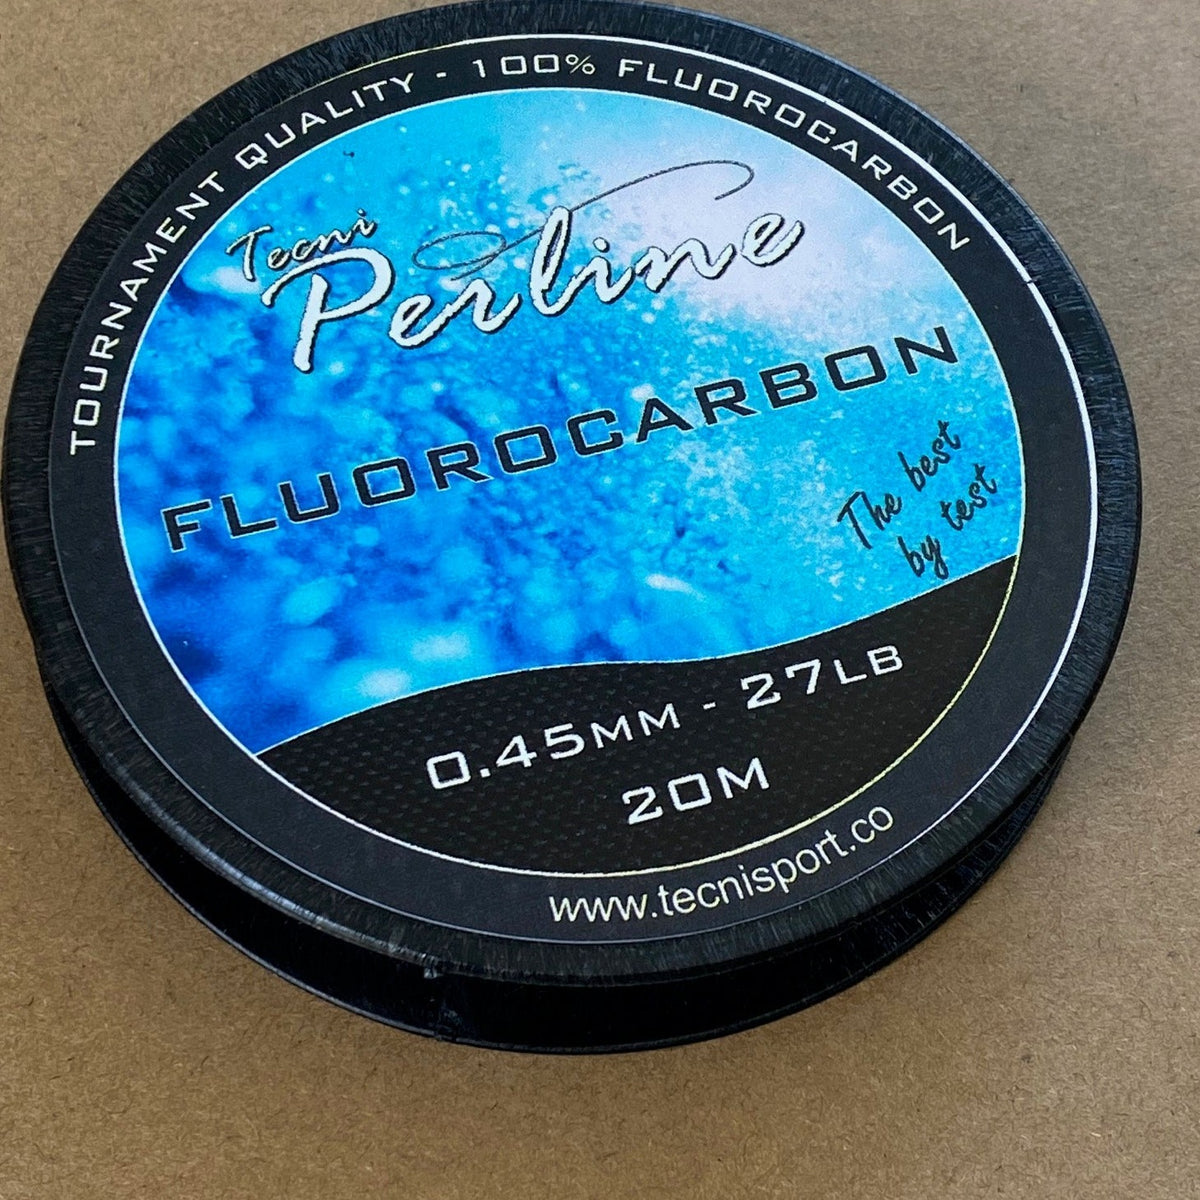 TOURNAMENT QUALITY - 100% FLUOROCARBON
Tecni
Perline
FLUOROCARBON
The best
by test
0.45MM - 27LB
20M
www.tecnisport.co